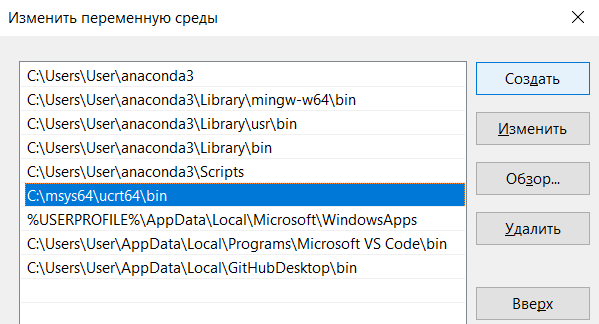 Изменить переменную среды
C:\Users\User\anaconda3
C:\Users\User\anaconda3\Library\mingw-w64\bin
C:\Users\User\anaconda3\Library\usr\bin
C:\Users\User\anaconda3\Library\bin
C:\Users\User\anaconda3\Scripts
C:\msys64\ucrt64\bin
%USERPROFILE%\AppData\Local\Microsoft\WindowsApps
C:\Users\User\AppData\Local\Programs\Microsoft VS Code\bin
C:\Users\User\AppData\Local\GitHubDesktop\bin
Создать
Изменить
Обзор...
Удалить
Вверх